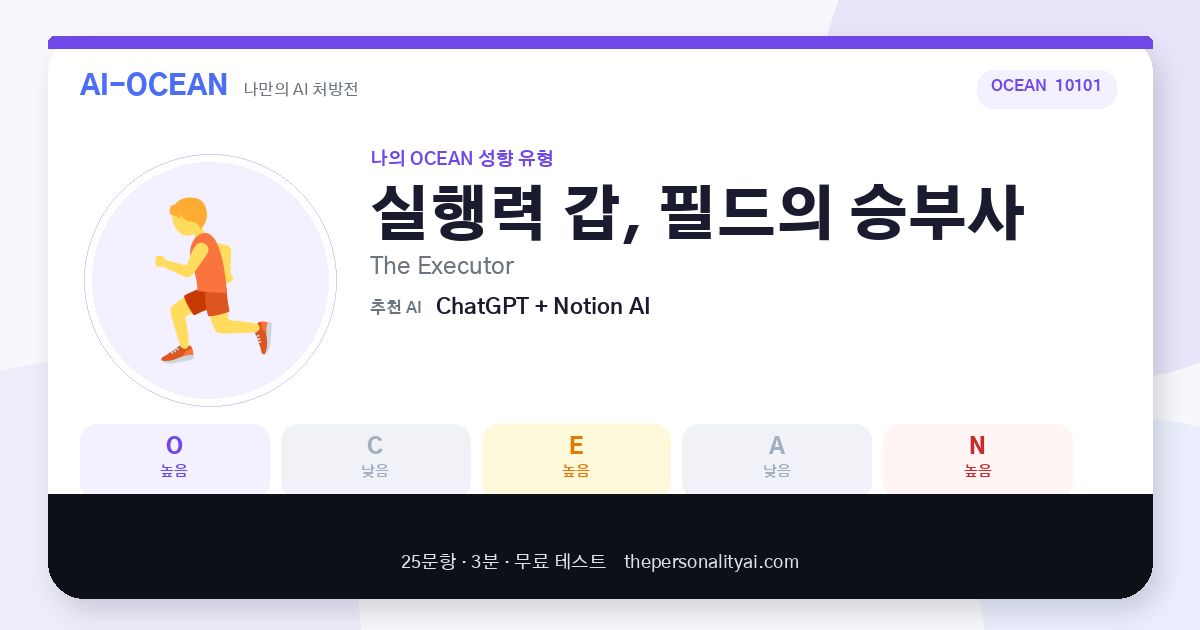 AI-OCEAN 나만의 AI 처방전
OCEAN 10101
나의 OCEAN 성향 유형
실행력 갑, 필드의 승부사
The Executor
추천 AI ChatGPT + Notion AI
O C E A N
높음 낮음 높음 낮음 높음
25문항 · 3분 · 무료 테스트 thepersonalityai.com